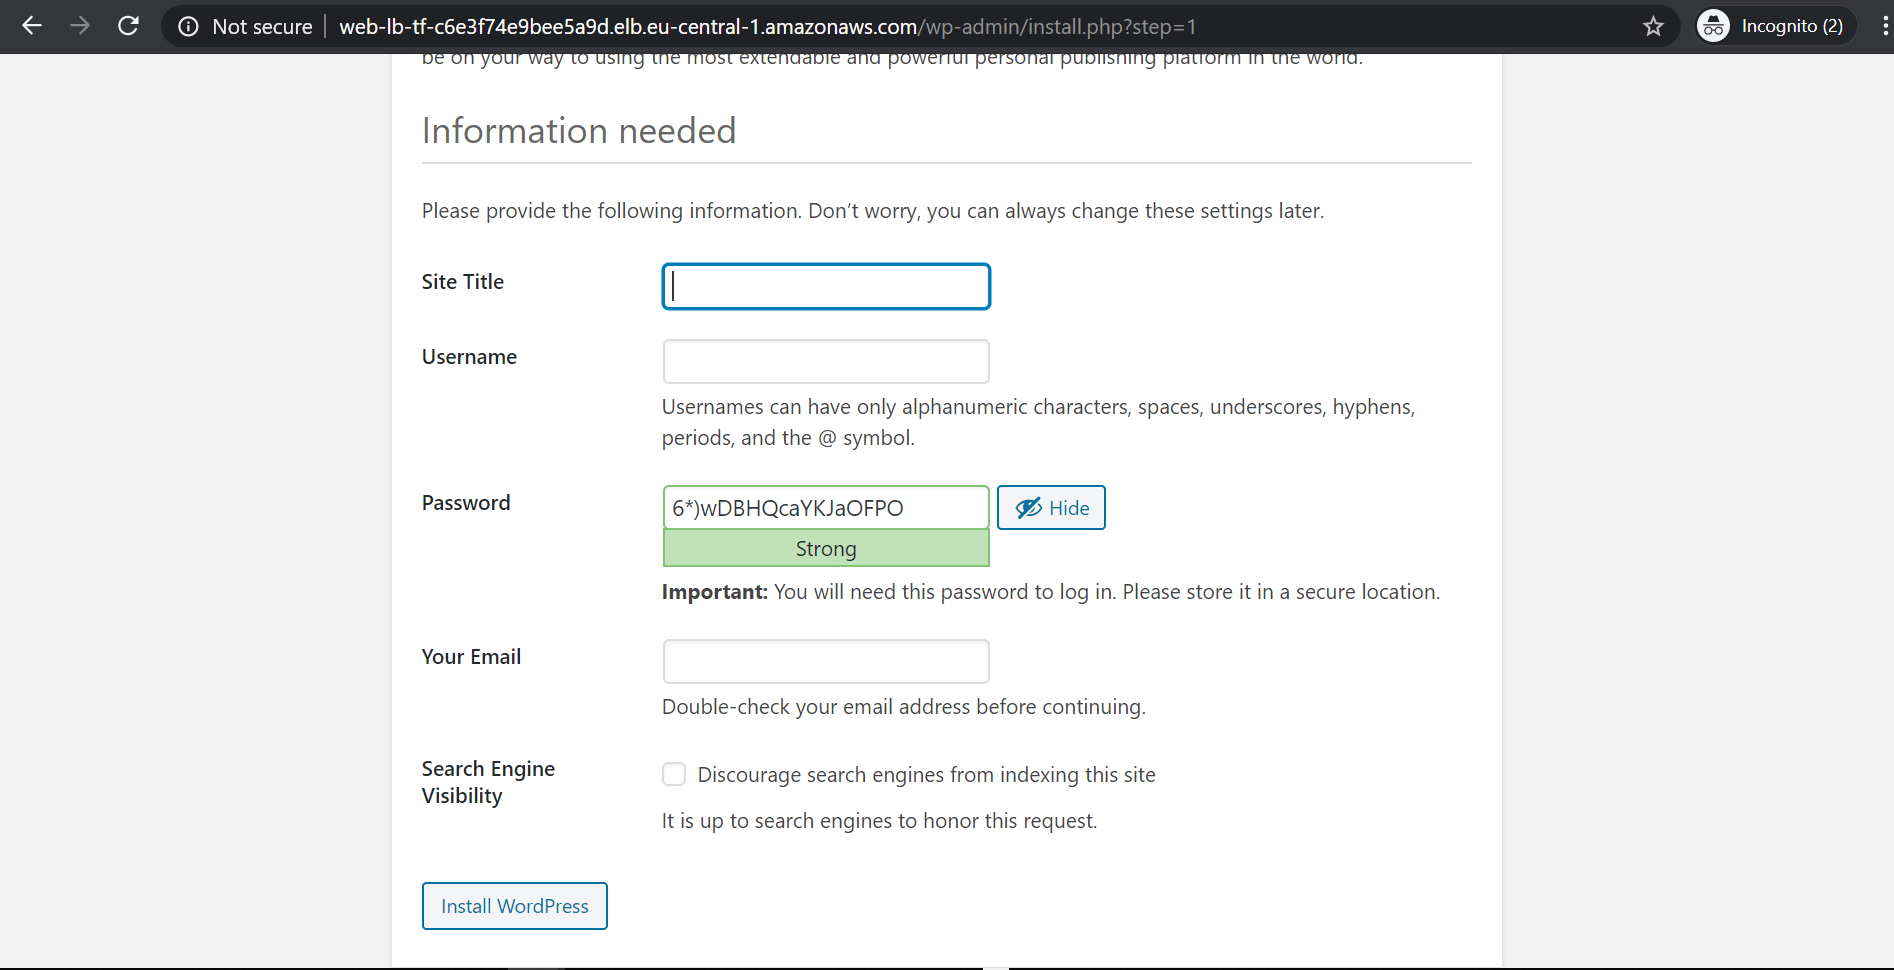 Not secure web-lb-tf-c6e3f74e9bee5a9d.elb.eu-central-1.amazonaws.com/wp-admin/install.php?step=1 Incognito (2)
be on your way to using the most extendable and powerful personal publishing platform in the world.
Information needed
Please provide the following information. Don’t worry, you can always change these settings later.
Site Title
Username
Usernames can have only alphanumeric characters, spaces, underscores, hyphens,
periods, and the @ symbol.
Password 6*)wDBHQcaYKJaOFPO Hide
Strong
Important: You will need this password to log in. Please store it in a secure location.
Your Email
Double-check your email address before continuing.
Search Engine
Visibility
Discourage search engines from indexing this site
It is up to search engines to honor this request.
Install WordPress